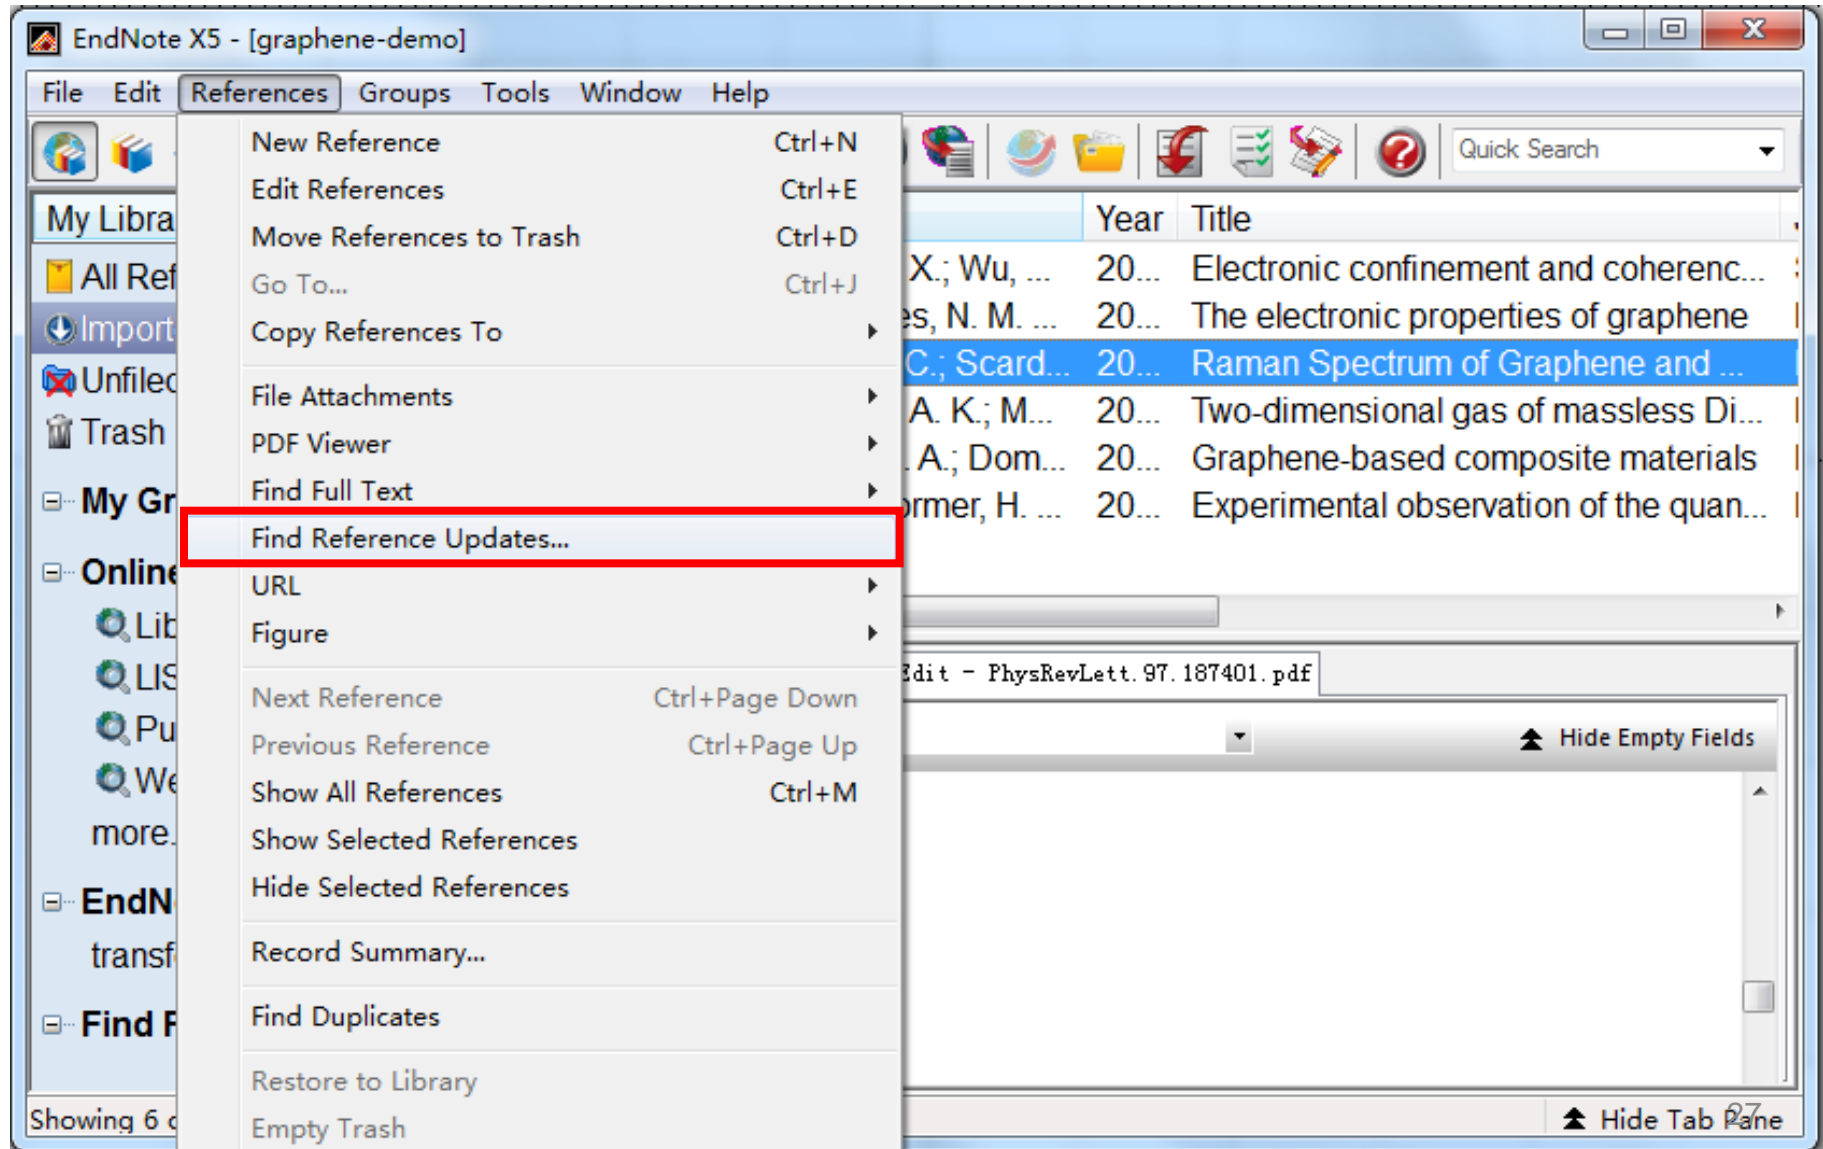 EndNote X5 - [graphene-demo]
File Edit References Groups Tools Window Help
New Reference Ctrl+N
Edit References Ctrl+E
Move References to Trash Ctrl+D
Go To... Ctrl+J
Copy References To
File Attachments
PDF Viewer
Find Full Text
Find Reference Updates...
URL
Figure
Next Reference Ctrl+Page Down
Previous Reference Ctrl+Page Up
Show All References Ctrl+M
Show Selected References
Hide Selected References
Record Summary...
Find Duplicates
Restore to Library
Empty Trash
Quick Search
My Libra
All Ref
Import
Unfiled
Trash
My Gr
Online
Lib
LIS
Pu
We
more.
EndN
transf
Find F
Year Title
X.; Wu, ... 20... Electronic confinement and coherenc...
es, N. M. ... 20... The electronic properties of graphene
C.; Scard... 20... Raman Spectrum of Graphene and ...
A. K.; M... 20... Two-dimensional gas of massless Di...
. A.; Dom... 20... Graphene-based composite materials
ormer, H. ... 20... Experimental observation of the quan...
Edit - PhysRevLett.97.187401.pdf
Hide Empty Fields
Showing 6
Hide Tab Pane
27